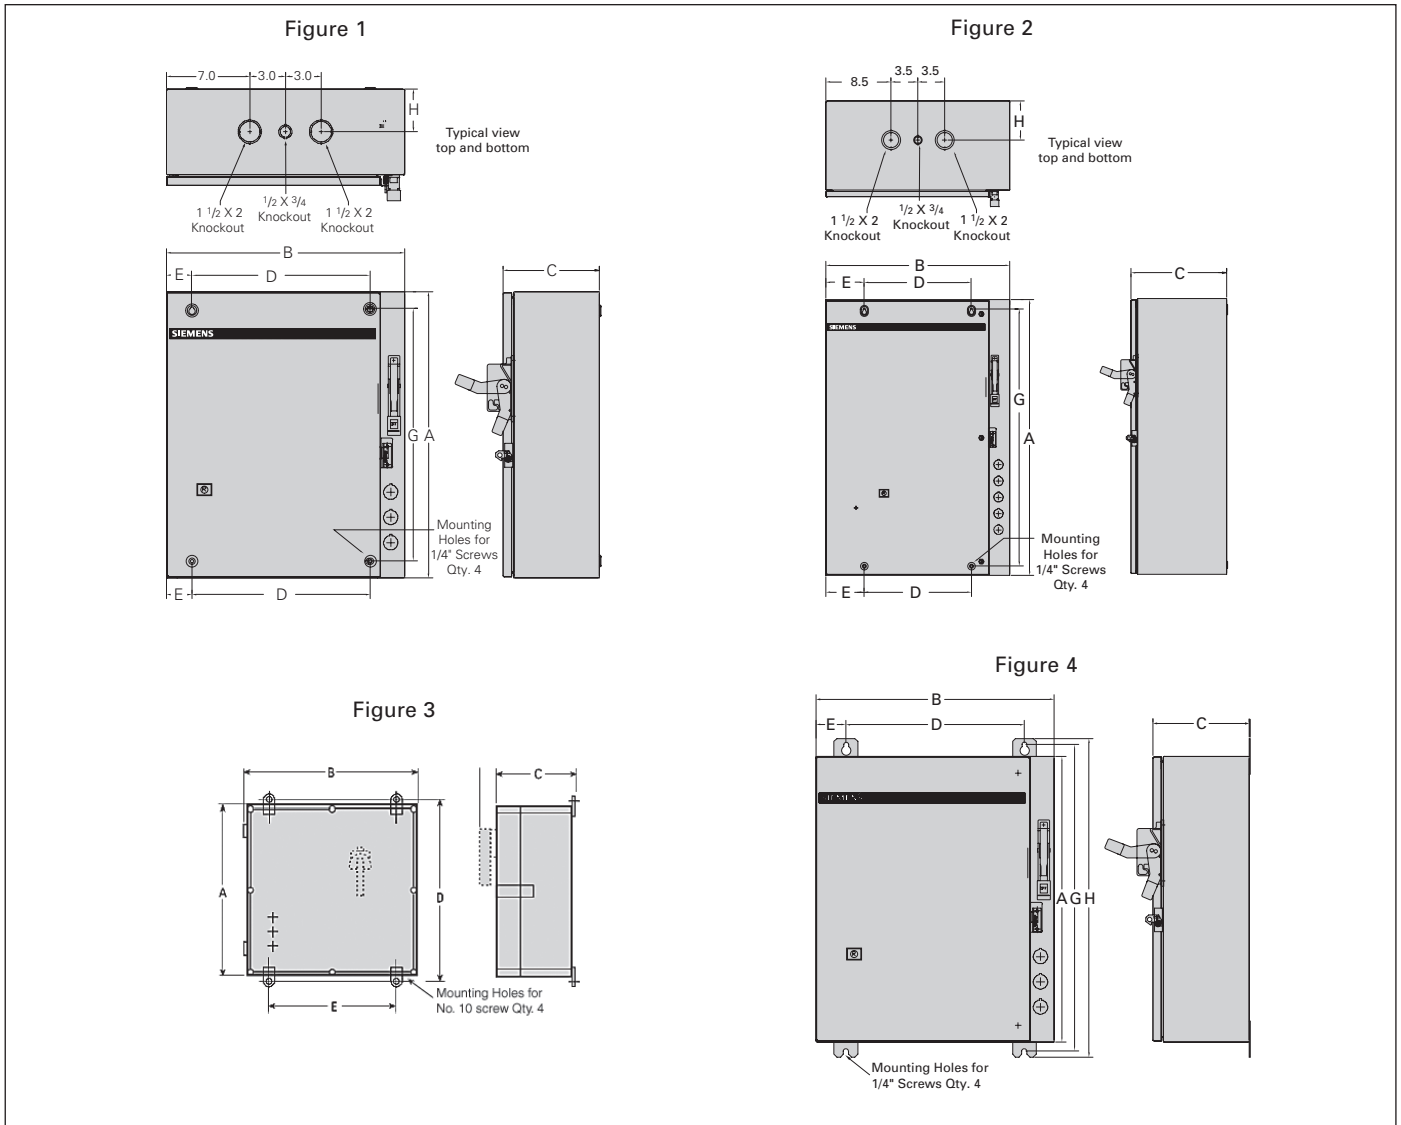 Figure 1
7.0
3.0
3.0
H
Typical view
top and bottom
1 1/2 X 2
Knockout
1/2 X 3/4
Knockout
1 1/2 X 2
Knockout
B
E
D
C
SIEMENS
G
A
Mounting
Holes for
1/4" Screws
Qty. 4
E
D
Figure 2
3.5
3.5
8.5
H
Typical view
top and bottom
1 1/2 X 2
Knockout
1/2 X 3/4
Knockout
1 1/2 X 2
Knockout
B
E
D
C
SIEMENS
G
A
Mounting
Holes for
1/4" Screws
Qty. 4
E
D
Figure 3
B
C
A
D
E
Mounting Holes for
No. 10 screw Qty. 4
Figure 4
B
E
D
C
SIEMENS
A
G
H
Mounting Holes for
1/4" Screws Qty. 4